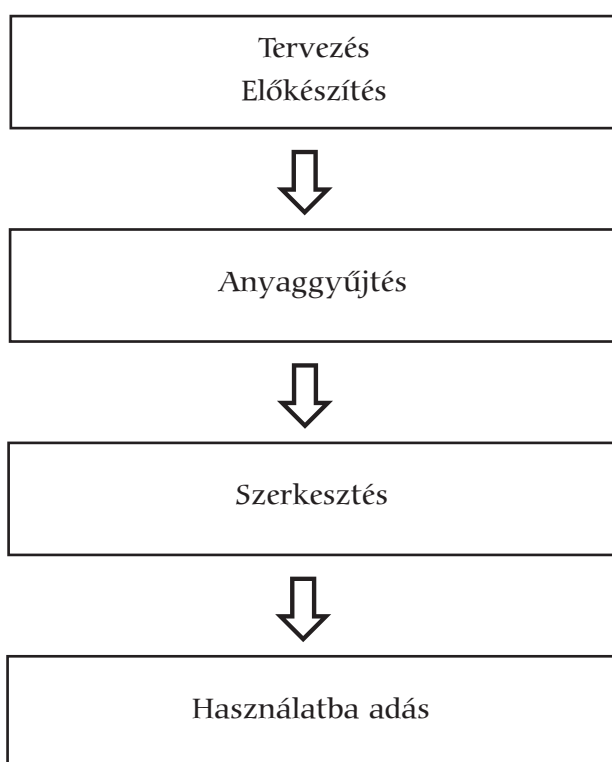 Tervezés
Előkészítés
Anyaggyűjtés
Szerkesztés
Használatba adás